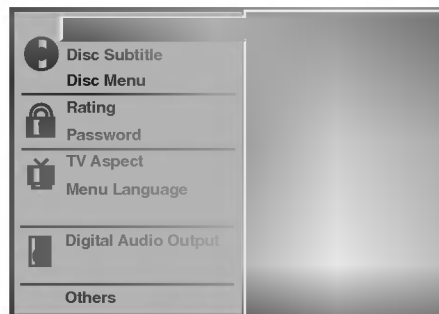 Disc Subtitle
Disc Menu
Rating
Password
TV Aspect
Menu Language
Digital Audio Output
Others